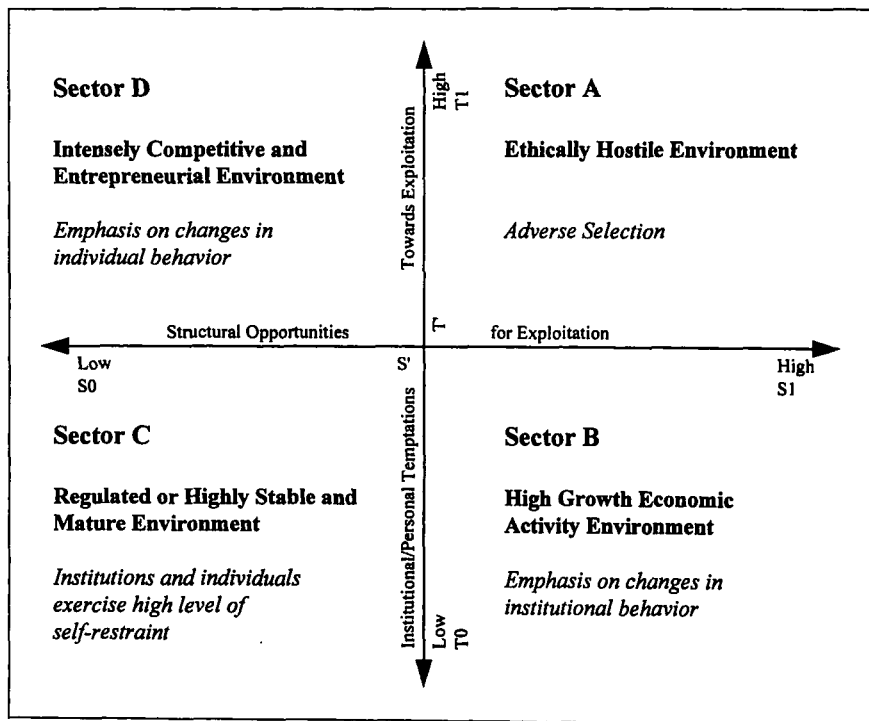 Sector D
Intensely Competitive and
Entrepreneurial Environment
Emphasis on changes in
individual behavior
Towards Exploitation
High
T1
Sector A
Ethically Hostile Environment
Adverse Selection
Structural Opportunities
T'
for Exploitation
Low
S0
S'
High
S1
Sector C
Regulated or Highly Stable and
Mature Environment
Institutions and individuals
exercise high level of
self-restraint
Institutional/Personal Temptations
Low
T0
Sector B
High Growth Economic
Activity Environment
Emphasis on changes in
institutional behavior